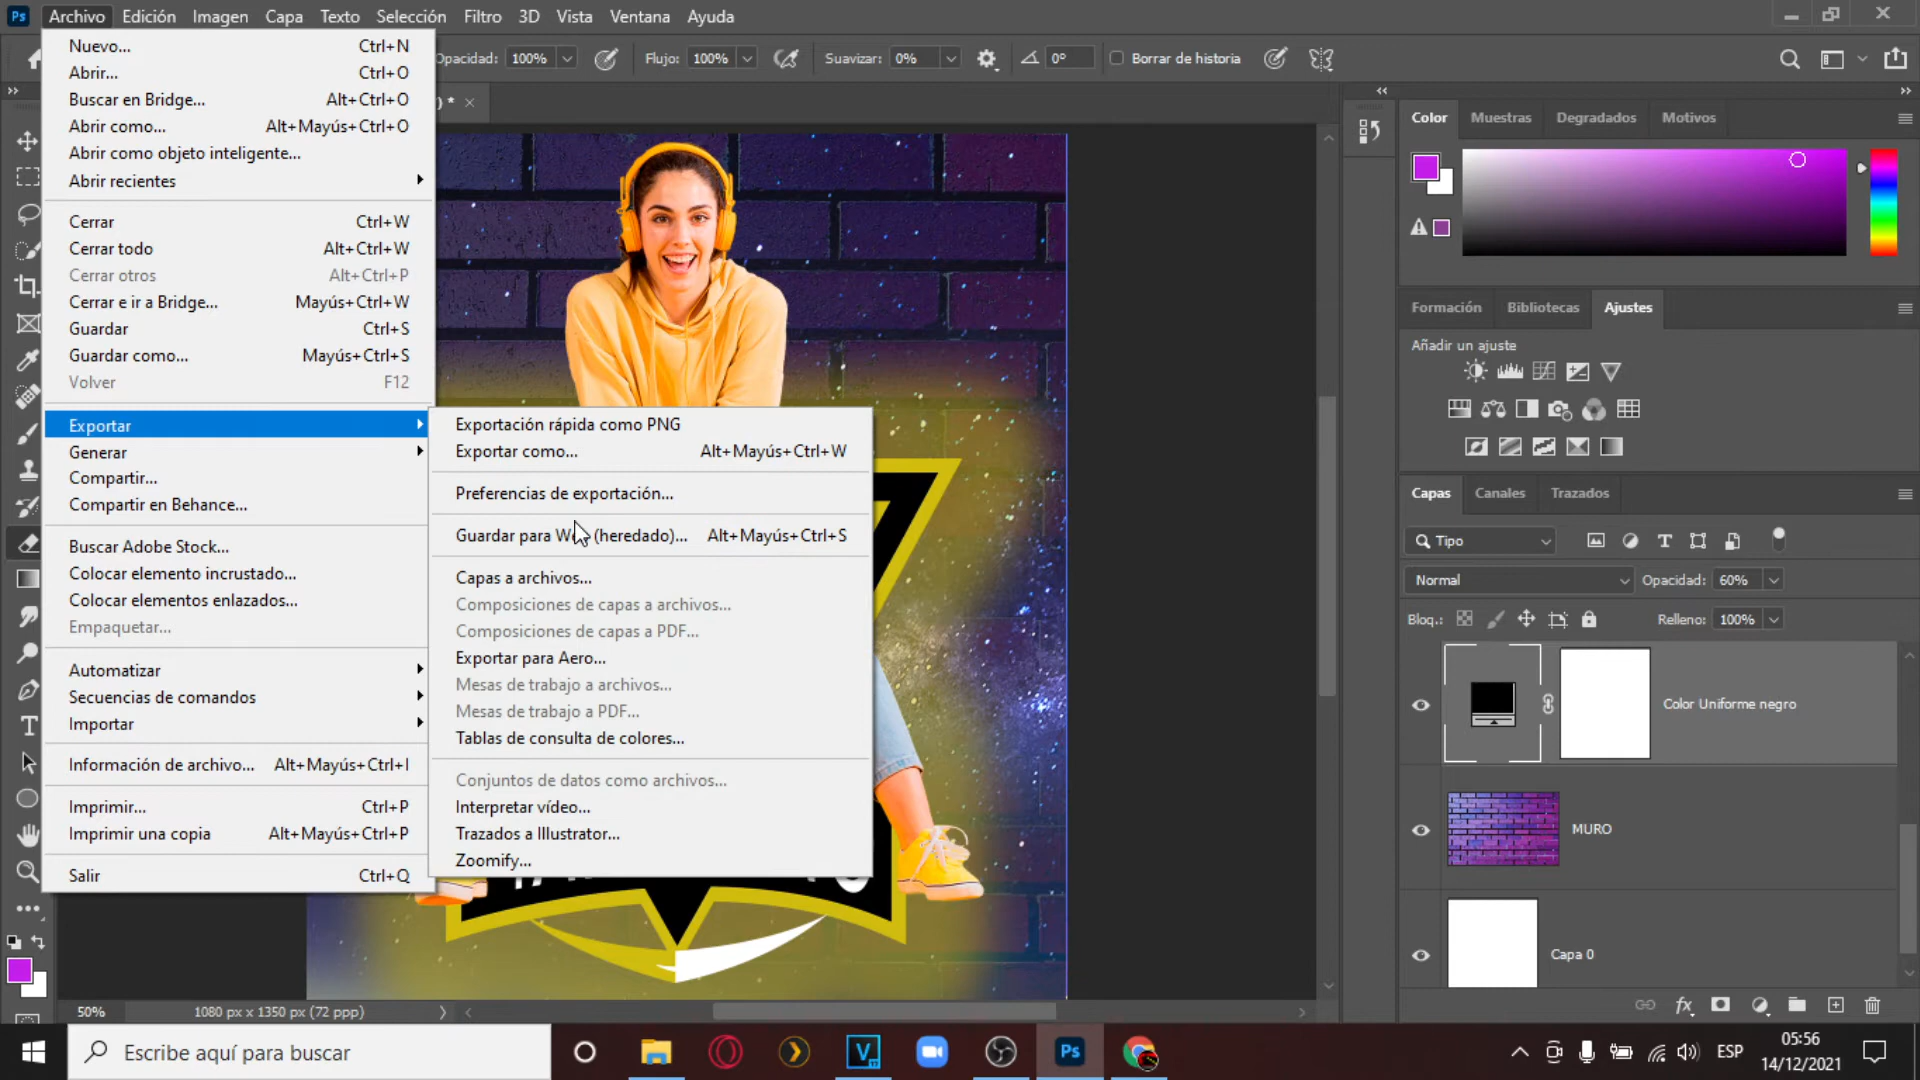 Ps Archivo Edición Imagen Capa Texto Selección Filtro 3D Vista Ventana Ayuda
Opacidad: 100% Flujo: 100% Suavizar: 0% 0° Borrar de historia
) * ×
Nuevo... Ctrl+N
Abrir... Ctrl+O
Buscar en Bridge... Alt+Ctrl+O
Abrir como... Alt+Mayús+Ctrl+O
Abrir como objeto inteligente...
Abrir recientes
Cerrar Ctrl+W
Cerrar todo Alt+Ctrl+W
Cerrar otros Alt+Ctrl+P
Cerrar e ir a Bridge... Mayús+Ctrl+W
Guardar Ctrl+S
Guardar como... Mayús+Ctrl+S
Volver F12
Exportar
Generar
Compartir...
Compartir en Behance...
Buscar Adobe Stock...
Colocar elemento incrustado...
Colocar elementos enlazados...
Empaquetar...
Automatizar
Secuencias de comandos
Importar
Información de archivo... Alt+Mayús+Ctrl+I
Imprimir... Ctrl+P
Imprimir una copia Alt+Mayús+Ctrl+P
Salir Ctrl+Q
Exportación rápida como PNG
Exportar como... Alt+Mayús+Ctrl+W
Preferencias de exportación...
Guardar para (heredado)... Alt+Mayús+Ctrl+S
Capas a archivos...
Composiciones de capas a archivos...
Composiciones de capas a PDF...
Exportar para Aero...
Mesas de trabajo a archivos...
Mesas de trabajo a PDF...
Tablas de consulta de colores...
Conjuntos de datos como archivos...
Interpretar vídeo...
Trazados a Illustrator...
Zoomify...
Color Muestras Degradados Motivos
Formación Bibliotecas Ajustes
Añadir un ajuste
Capas Canales Trazados
Tipo
Normal Opacidad: 60%
Bloq.: Relleno: 100%
Color Uniforme negro
MURO
Capa 0
50% 1080 px x 1350 px (72 ppp)
Escribe aquí para buscar
Ps
ESP
05:56
14/12/2021